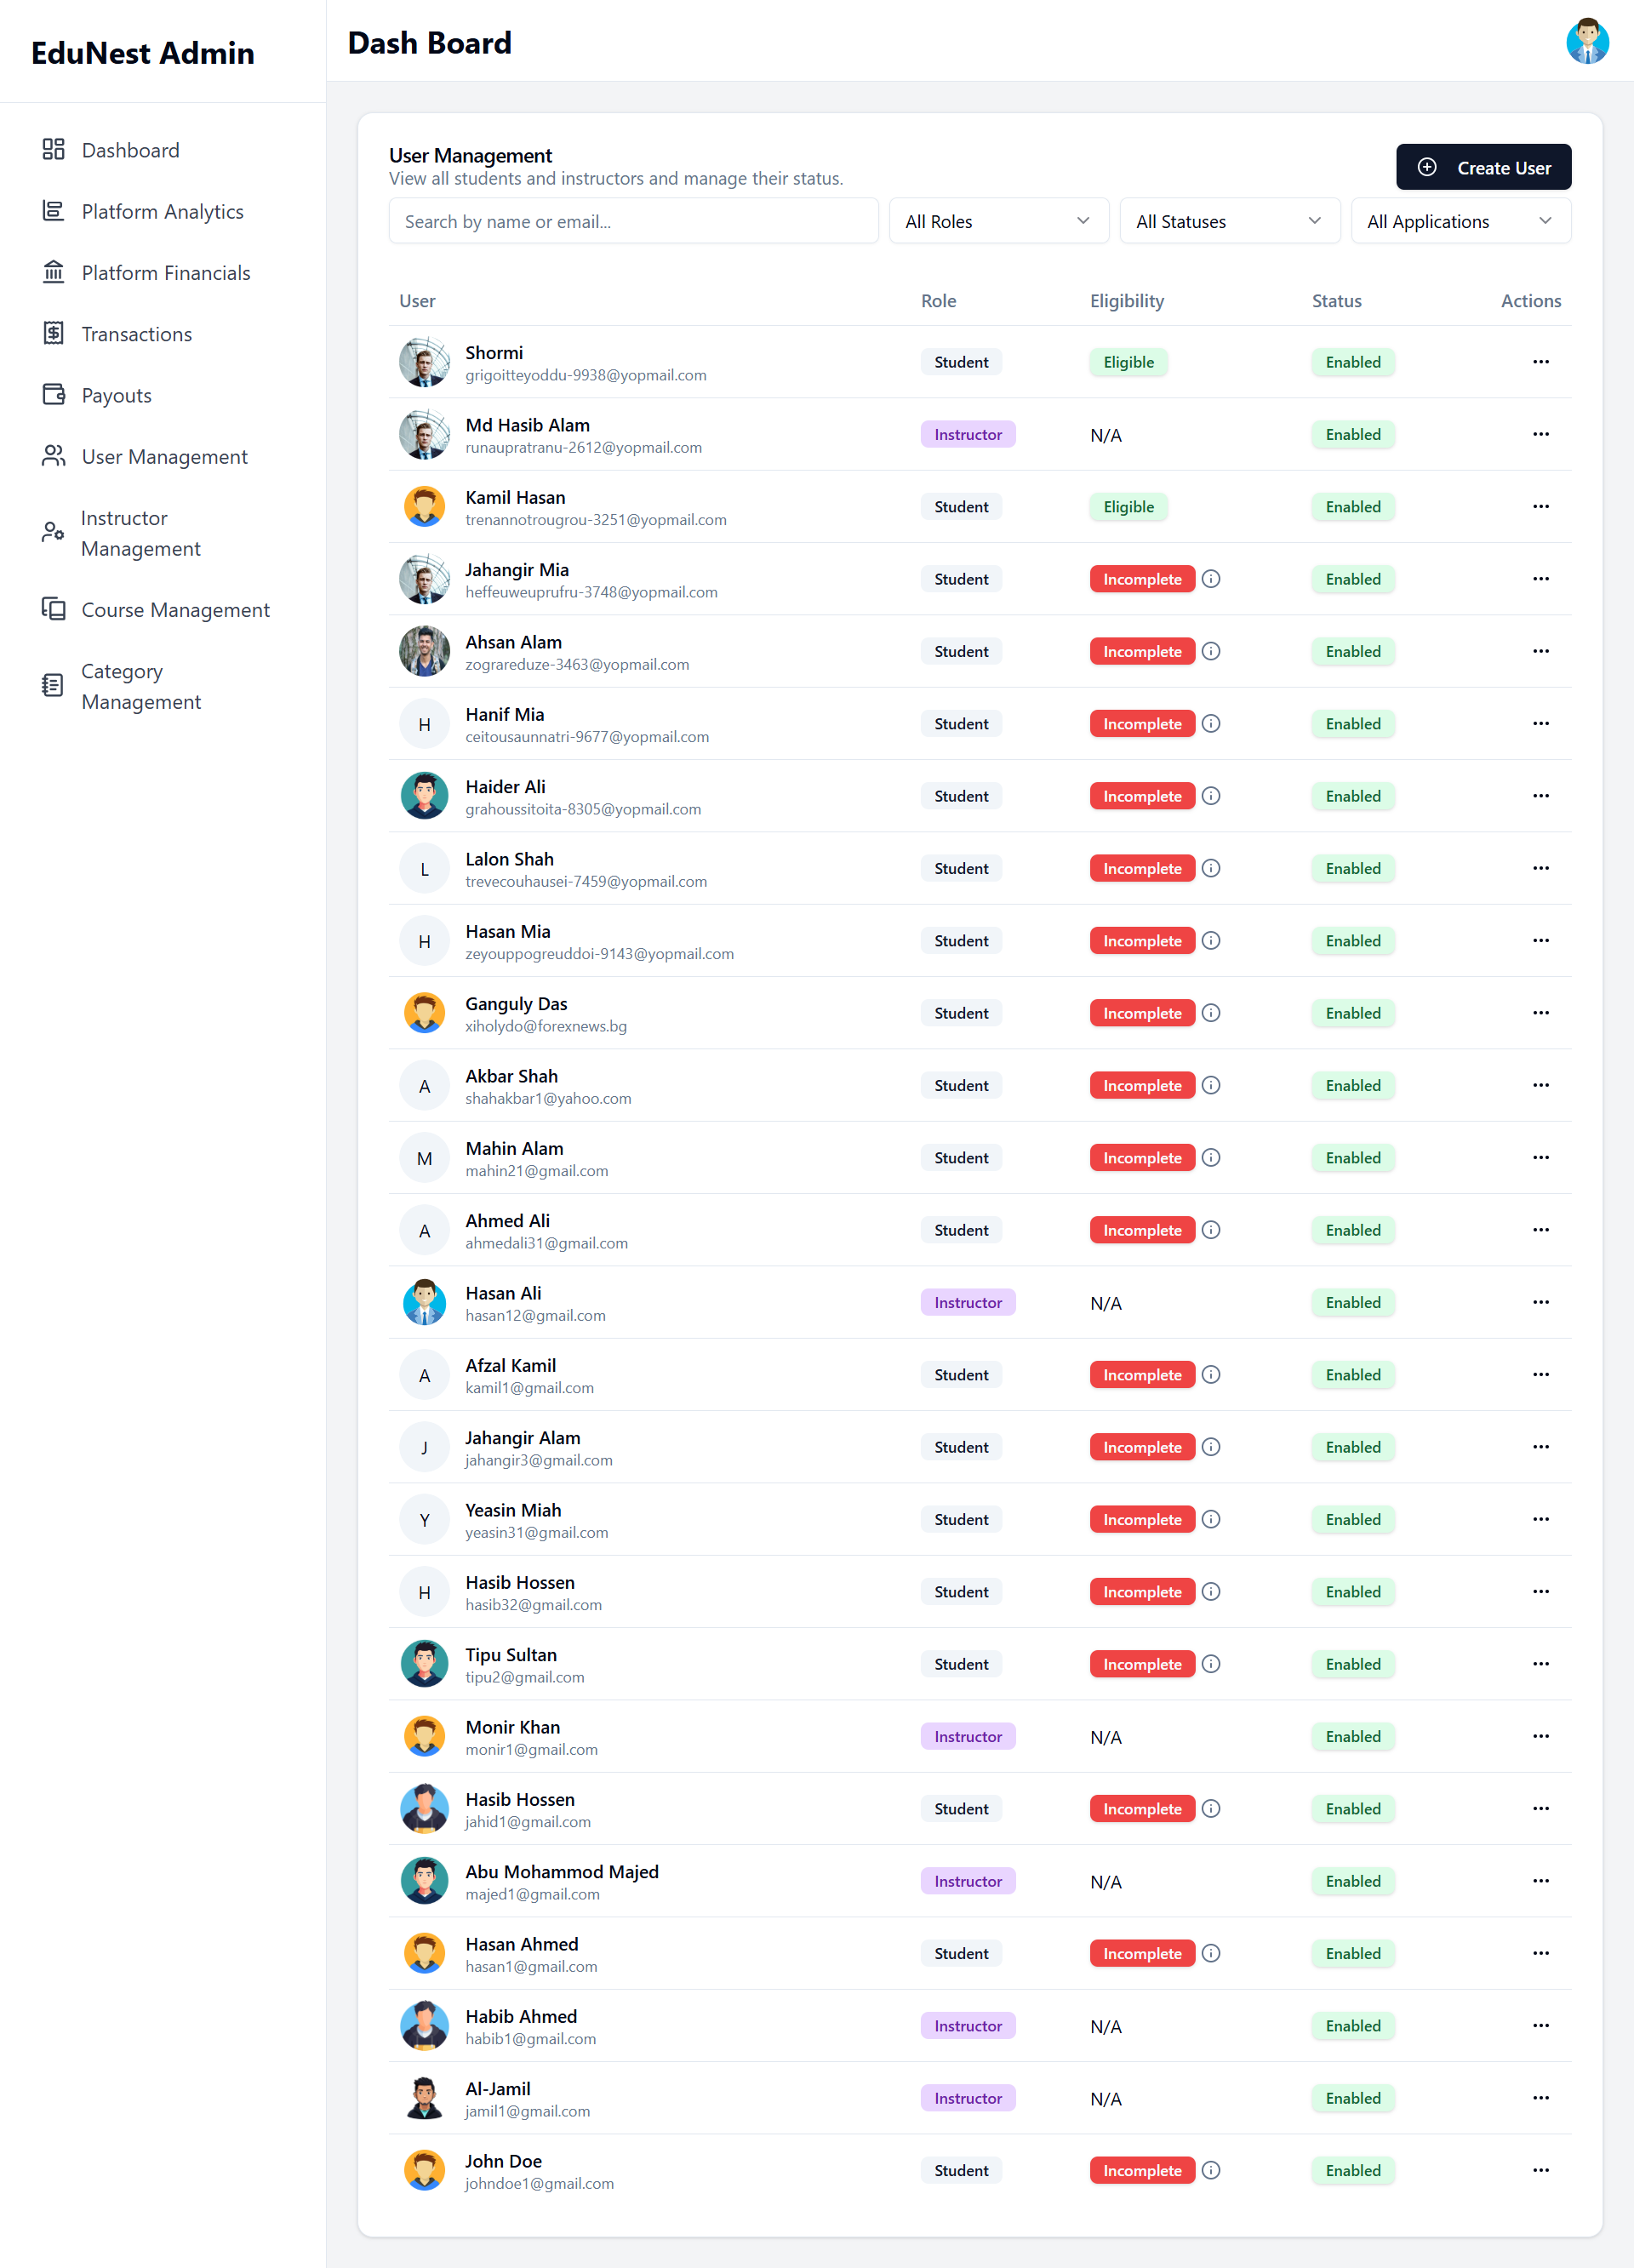 EduNest Admin
Dash Board
Dashboard
Platform Analytics
Platform Financials
Transactions
Payouts
User Management
Instructor
Management
Course Management
Category
Management
User Management
View all students and instructors and manage their status.
Create User
Search by name or email...
All Roles
All Statuses
All Applications
User Role Eligibility Status Actions
Shormi
grigoitteyoddu-9938@yopmail.com
Student Eligible Enabled
Md Hasib Alam
runaupratranu-2612@yopmail.com
Instructor N/A Enabled
Kamil Hasan
trenannotrougrou-3251@yopmail.com
Student Eligible Enabled
Jahangir Mia
heffeuweuprufru-3748@yopmail.com
Student Incomplete Enabled
Ahsan Alam
zograreduze-3463@yopmail.com
Student Incomplete Enabled
H
Hanif Mia
ceitousaunnatri-9677@yopmail.com
Student Incomplete Enabled
Haider Ali
grahoussitoita-8305@yopmail.com
Student Incomplete Enabled
L
Lalon Shah
trevecouhausei-7459@yopmail.com
Student Incomplete Enabled
H
Hasan Mia
zeyouppogreuddoi-9143@yopmail.com
Student Incomplete Enabled
Ganguly Das
xiholydo@forexnews.bg
Student Incomplete Enabled
A
Akbar Shah
shahakbar1@yahoo.com
Student Incomplete Enabled
M
Mahin Alam
mahin21@gmail.com
Student Incomplete Enabled
A
Ahmed Ali
ahmedali31@gmail.com
Student Incomplete Enabled
Hasan Ali
hasan12@gmail.com
Instructor N/A Enabled
A
Afzal Kamil
kamil1@gmail.com
Student Incomplete Enabled
J
Jahangir Alam
jahangir3@gmail.com
Student Incomplete Enabled
Y
Yeasin Miah
yeasin31@gmail.com
Student Incomplete Enabled
H
Hasib Hossen
hasib32@gmail.com
Student Incomplete Enabled
Tipu Sultan
tipu2@gmail.com
Student Incomplete Enabled
Monir Khan
monir1@gmail.com
Instructor N/A Enabled
Hasib Hossen
jahid1@gmail.com
Student Incomplete Enabled
Abu Mohammod Majed
majed1@gmail.com
Instructor N/A Enabled
Hasan Ahmed
hasan1@gmail.com
Student Incomplete Enabled
Habib Ahmed
habib1@gmail.com
Instructor N/A Enabled
Al-Jamil
jamil1@gmail.com
Instructor N/A Enabled
John Doe
johndoe1@gmail.com
Student Incomplete Enabled